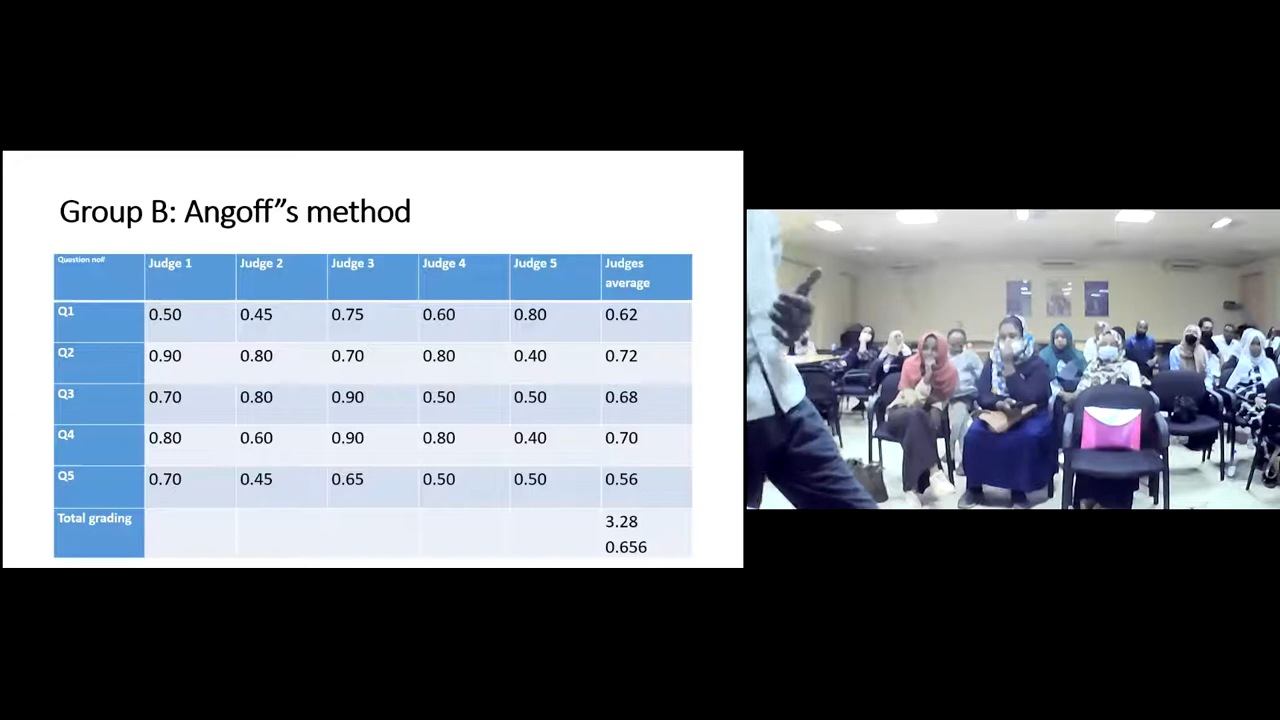 Group B: Angoff”s method
Question no# Judge 1 Judge 2 Judge 3 Judge 4 Judge 5 Judges average
Q1 0.50 0.45 0.75 0.60 0.80 0.62
Q2 0.90 0.80 0.70 0.80 0.40 0.72
Q3 0.70 0.80 0.90 0.50 0.50 0.68
Q4 0.80 0.60 0.90 0.80 0.40 0.70
Q5 0.70 0.45 0.65 0.50 0.50 0.56
Total grading 3.28
0.656